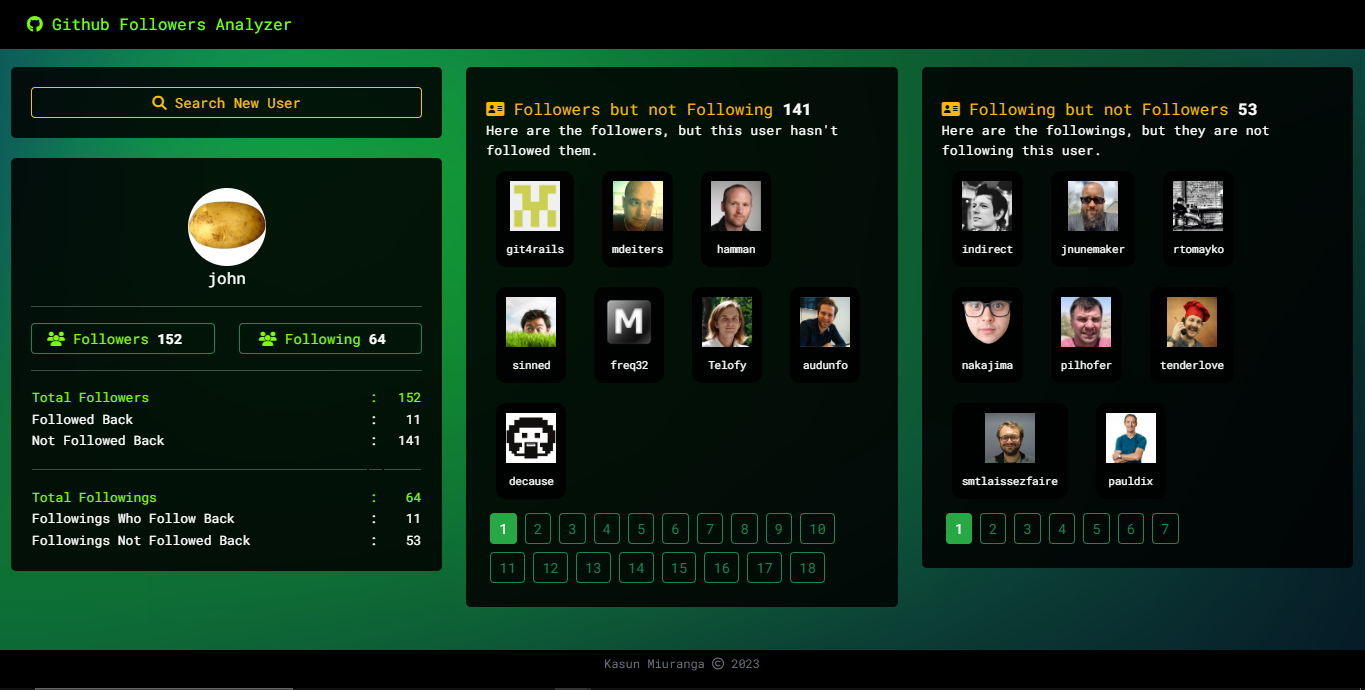 Github Followers Analyzer
Search New User
john
Followers 152
Following 64
Total Followers : 152
Followed Back : 11
Not Followed Back : 141
Total Followings : 64
Followings Who Follow Back : 11
Followings Not Followed Back : 53
Followers but not Following 141
Here are the followers, but this user hasn't
followed them.
git4rails mdeiters hamman
M
sinned freq32 Telofy audunfo
decause
1 2 3 4 5 6 7 8 9 10
11 12 13 14 15 16 17 18
Following but not Followers 53
Here are the followings, but they are not
following this user.
indirect jnunemaker rtomayko
nakajima pilhofer tenderlove
smtlaissezfaire pauldix
1 2 3 4 5 6 7
Kasun Miuranga © 2023